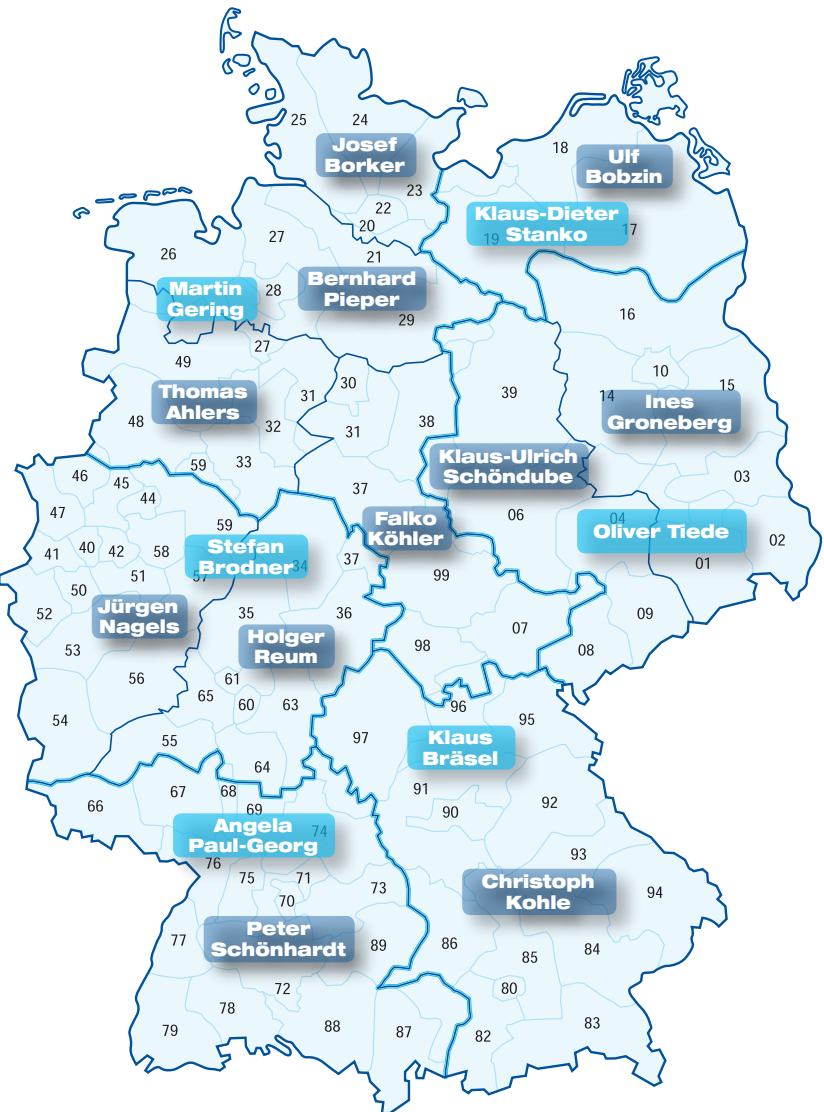 25
24
Josef
Borker
23
22
20
18
Ulf
Bobzin
Klaus-Dieter
Stanko
19
17
26
27
21
Martin
Gering
28
Bernhard
Pieper
29
16
49
27
Thomas
Ahlers
31
30
48
32
31
38
59
33
37
39
Klaus-Ulrich
Schöndube
06
10
14
15
Ines
Groneberg
03
04
Oliver Tiede
02
01
46
45
44
47
59
41
40
42
58
57
51
50
52
Jürgen
Nagels
53
56
54
55
Stefan
Brodner
34
Falko
Köhler
37
99
35
36
Holger
Reum
61
65
60
63
64
98
07
09
08
96
95
97
Klaus
Bräsel
91
90
92
93
Christoph
Kohle
94
66
67
68
69
Angela
Paul-Georg
74
76
75
71
70
73
77
Peter
Schönhardt
89
72
78
79
88
87
86
85
84
80
82
83